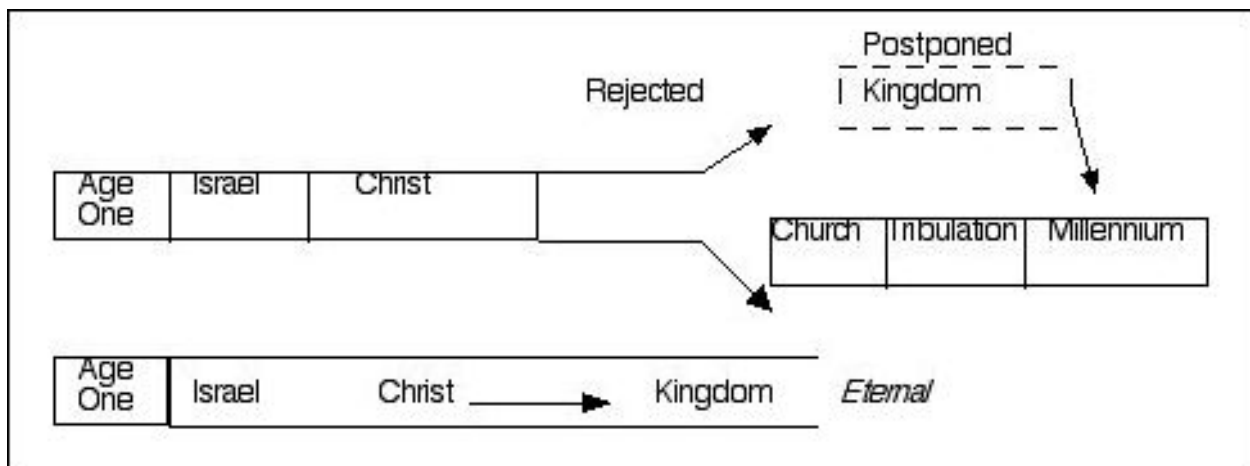 Postponed
Rejected
Kingdom
Age
One
Israel
Christ
Church
Tribulation
Millennium
Age
One
Israel
Christ
Kingdom
Eternal